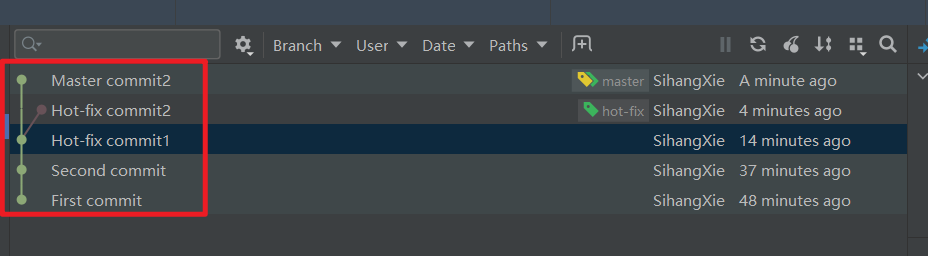 Branch User Date Paths
Master commit2 master SihangXie A minute ago
Hot-fix commit2 hot-fix SihangXie 4 minutes ago
Hot-fix commit1 SihangXie 14 minutes ago
Second commit SihangXie 37 minutes ago
First commit SihangXie 48 minutes ago